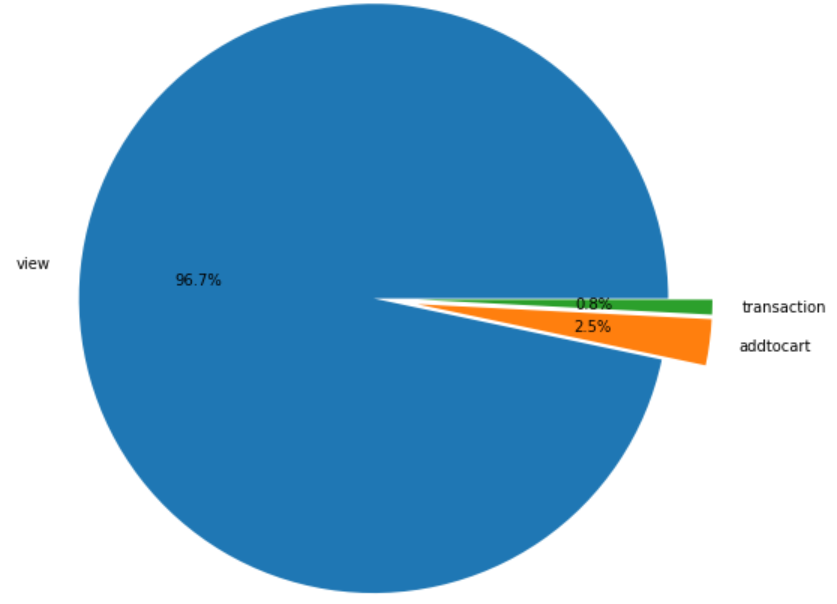 view
96.7%
0.8%
transaction
2.5%
addtocart